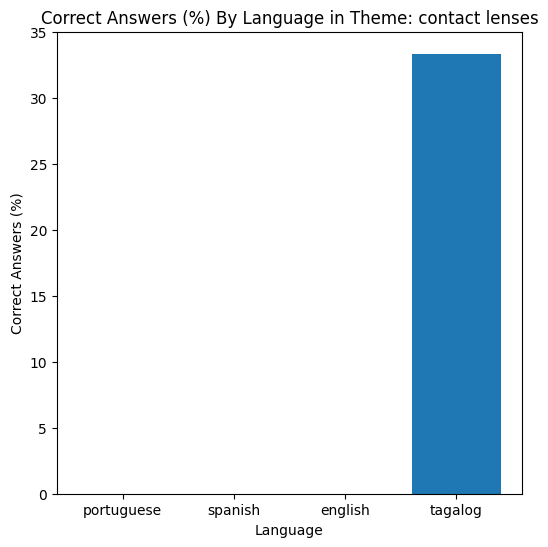 Correct Answers (%) By Language in Theme: contact lenses
Correct Answers (%)
35
30
25
20
15
10
5
0
portuguese spanish english tagalog
Language